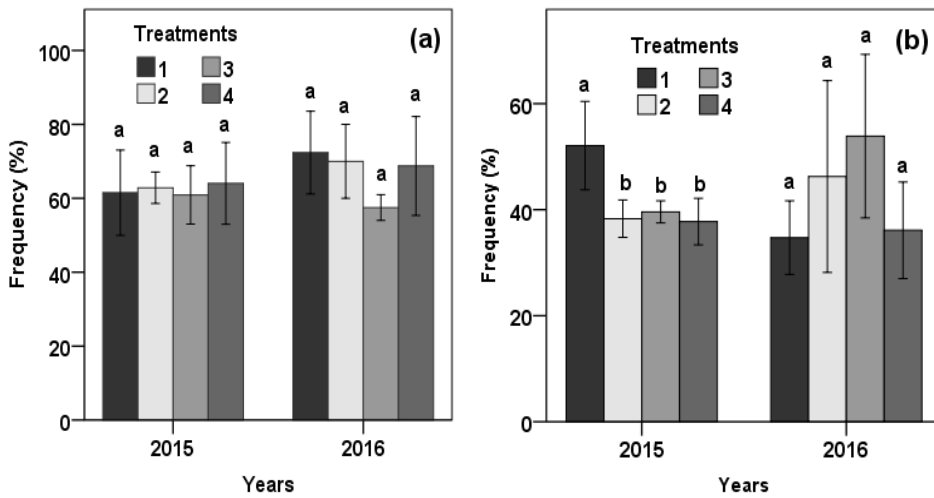 Treatments
(a)
1 3
2 4
100
80
60
40
20
0
Frequency (%)
a a a a
a a a a
2015 2016
Years
Treatments
(b)
1 3
2 4
60
40
20
0
Frequency (%)
a b b b
a a a a
2015 2016
Years